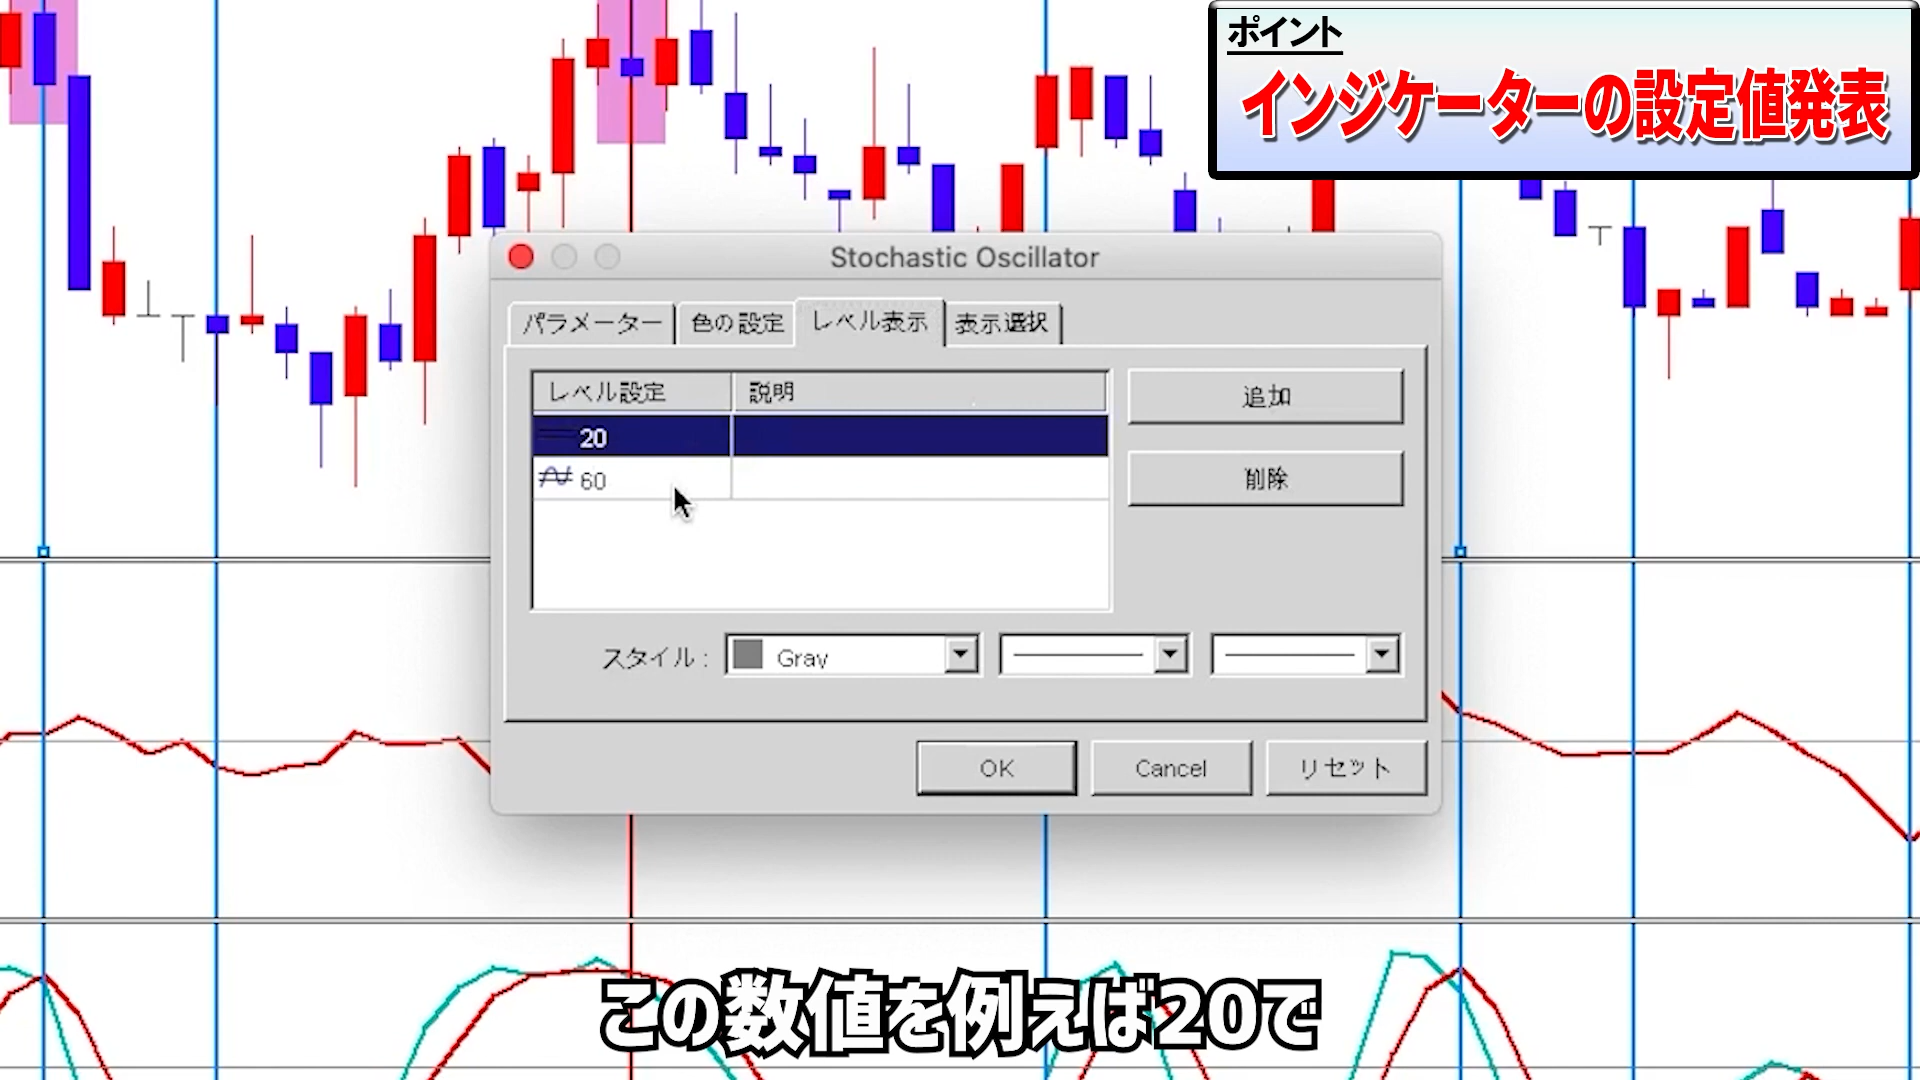 ポイント
インジケーターの設定値発表
Stochastic Oscillator
パラメーター 色の設定 レベル表示 表示選択
レベル設定 説明
20
60
追加
削除
スタイル : Gray
OK Cancel リセット
この数値を例えば20で